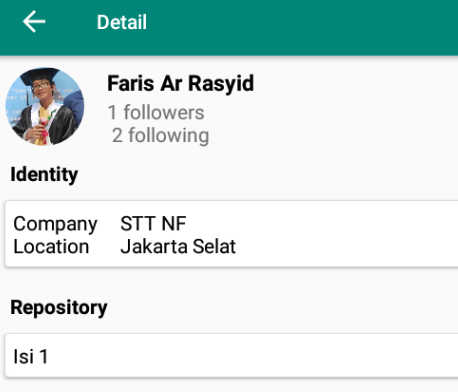 Detail
Faris Ar Rasyid
1 followers
2 following
Identity
Company STT NF
Location Jakarta Selat
Repository
Isi 1